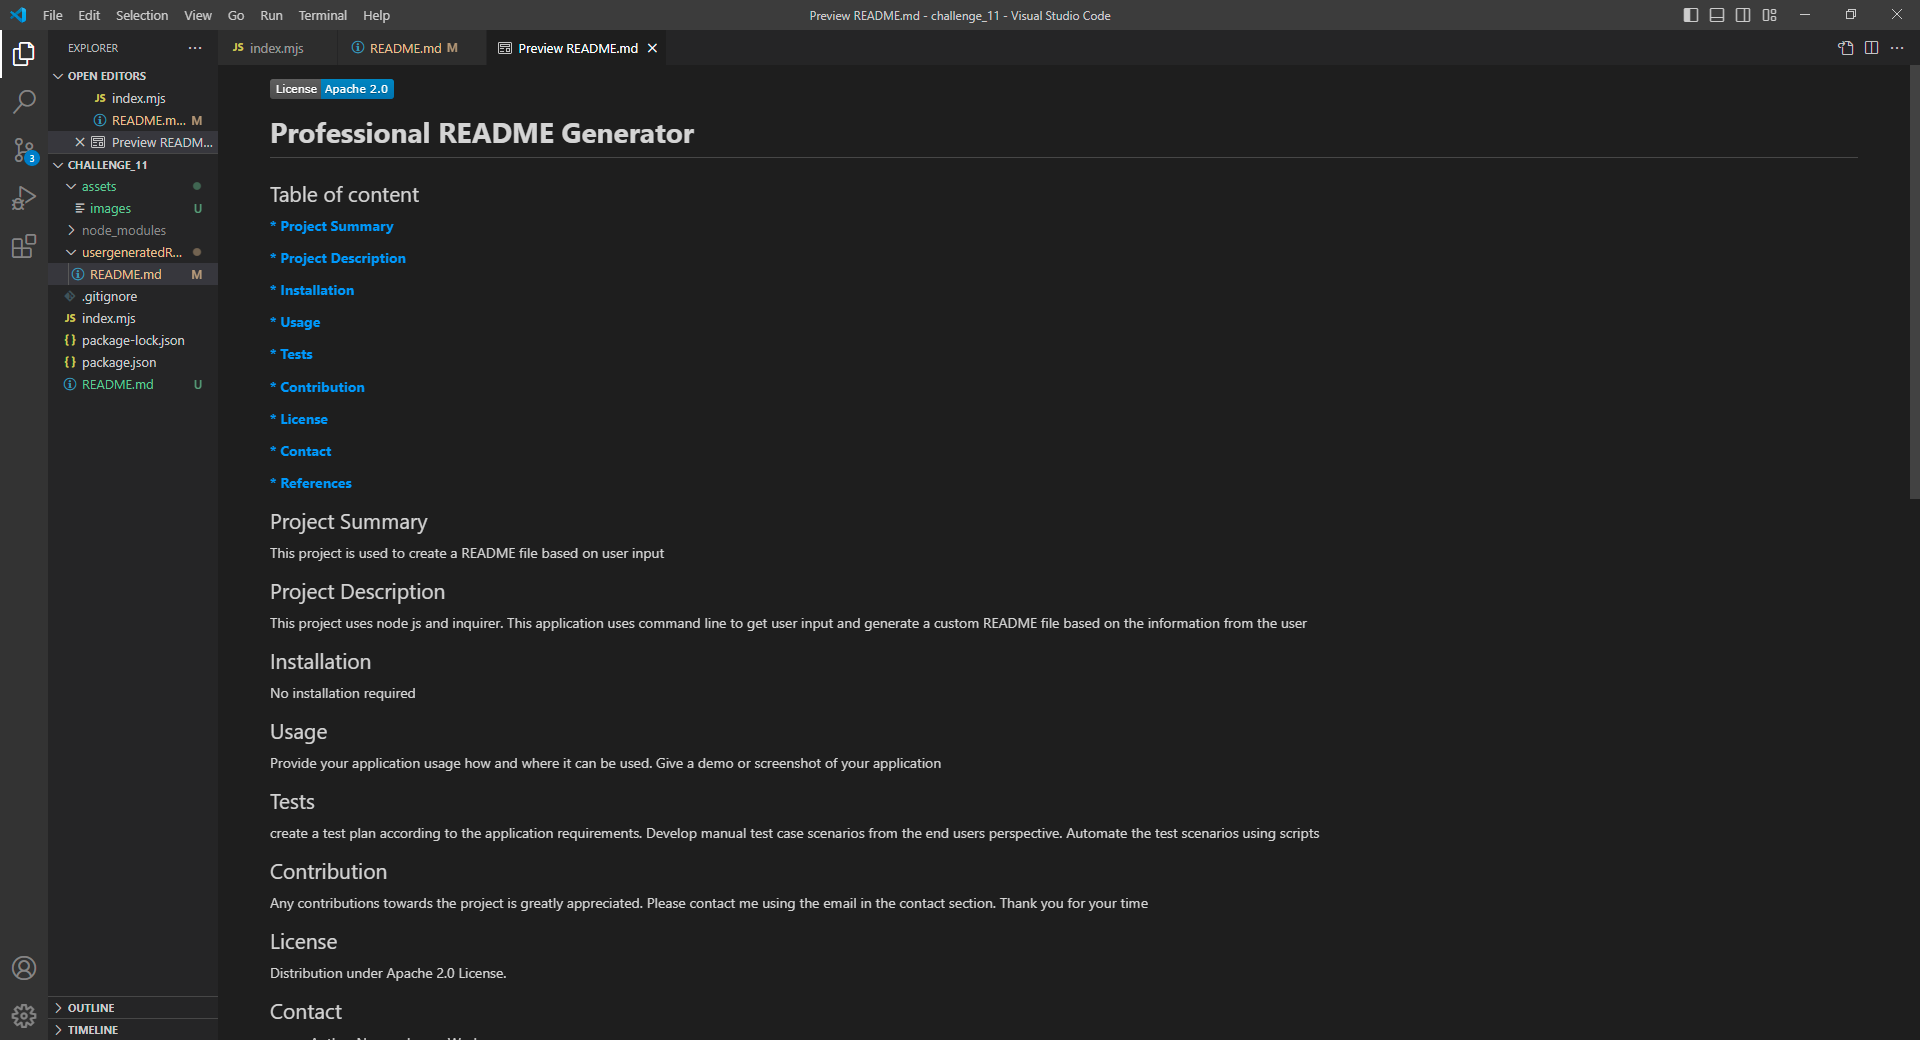 File Edit Selection View Go Run Terminal Help
Preview README.md - challenge_11 - Visual Studio Code
EXPLORER
JS index.mjs
README.md M
Preview README.md
OPEN EDITORS
JS index.mjs
README.m... M
Preview READM...
3
CHALLENGE_11
assets
images U
node_modules
usergeneratedR...
README.md M
.gitignore
JS index.mjs
{} package-lock.json
{} package.json
README.md U
OUTLINE
TIMELINE
License Apache 2.0
Professional README Generator
Table of content
* Project Summary
* Project Description
* Installation
* Usage
* Tests
* Contribution
* License
* Contact
* References
Project Summary
This project is used to create a README file based on user input
Project Description
This project uses node js and inquirer. This application uses command line to get user input and generate a custom README file based on the information from the user
Installation
No installation required
Usage
Provide your application usage how and where it can be used. Give a demo or screenshot of your application
Tests
create a test plan according to the application requirements. Develop manual test case scenarios from the end users perspective. Automate the test scenarios using scripts
Contribution
Any contributions towards the project is greatly appreciated. Please contact me using the email in the contact section. Thank you for your time
License
Distribution under Apache 2.0 License.
Contact